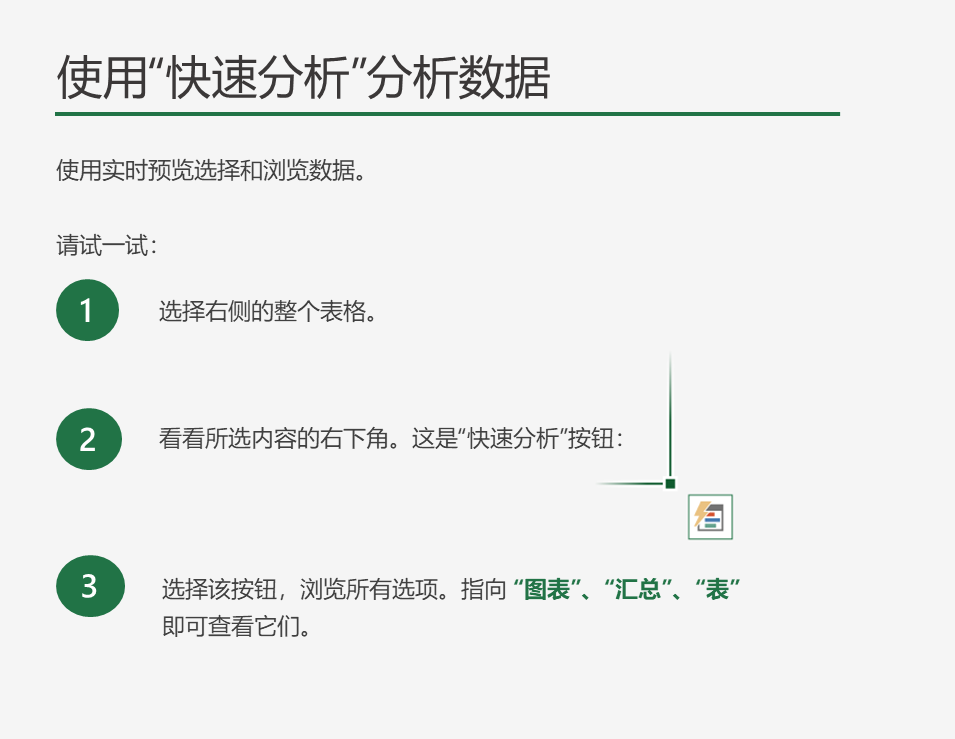 使用“快速分析”分析数据
使用实时预览选择和浏览数据。
请试一试：
1
选择右侧的整个表格。
2
看看所选内容的右下角。这是“快速分析”按钮：
3
选择该按钮，浏览所有选项。指向 “图表”、“汇总”、“表”
即可查看它们。